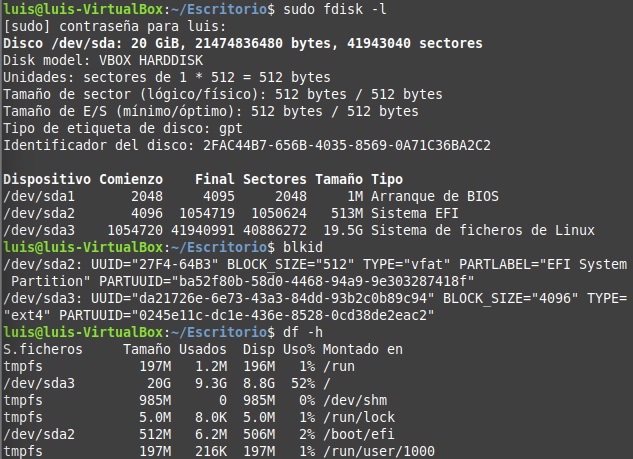 luis@luis-VirtualBox:~/Escritorio$ sudo fdisk -l
[sudo] contraseña para luis:
Disco /dev/sda: 20 GiB, 21474836480 bytes, 41943040 sectores
Disk model: VBOX HARDDISK
Unidades: sectores de 1 * 512 = 512 bytes
Tamaño de sector (lógico/físico): 512 bytes / 512 bytes
Tamaño de E/S (mínimo/óptimo): 512 bytes / 512 bytes
Tipo de etiqueta de disco: gpt
Identificador del disco: 2FAC44B7-656B-4035-8569-0A71C36BA2C2
Dispositivo Comienzo    Final Sectores Tamaño Tipo
/dev/sda1       2048     4095     2048     1M Arranque de BIOS
/dev/sda2       4096  1054719  1050624   513M Sistema EFI
/dev/sda3    1054720 41940991 40886272  19.5G Sistema de ficheros de Linux
luis@luis-VirtualBox:~/Escritorio$ blkid
/dev/sda2: UUID="27F4-64B3" BLOCK_SIZE="512" TYPE="vfat" PARTLABEL="EFI System
 Partition" PARTUUID="ba52f80b-58d0-4468-94a9-9e303287418f"
/dev/sda3: UUID="da21726e-6e73-43a3-84dd-93b2c0b89c94" BLOCK_SIZE="4096" TYPE=
"ext4" PARTUUID="0245e11c-dc1e-436e-8528-0cd38de2eac2"
luis@luis-VirtualBox:~/Escritorio$ df -h
S.ficheros     Tamaño Usados  Disp Uso% Montado en
tmpfs            197M   1.2M  196M   1% /run
/dev/sda3         20G   9.3G  8.8G  52% /
tmpfs            985M      0  985M   0% /dev/shm
tmpfs            5.0M   8.0K  5.0M   1% /run/lock
/dev/sda2        512M   6.2M  506M   2% /boot/efi
tmpfs            197M   216K  197M   1% /run/user/1000